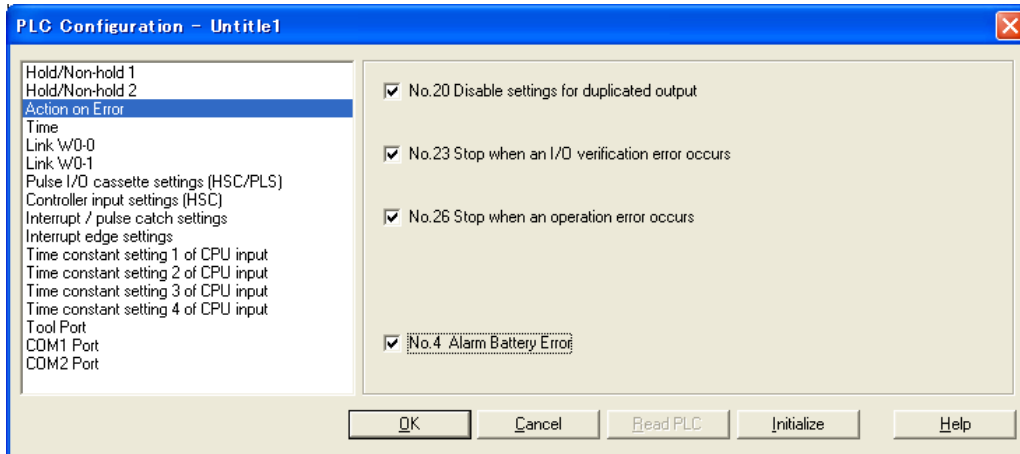 PLC Configuration - Untitle1
Hold/Non-hold 1
Hold/Non-hold 2
Action on Error
Time
Link W0-0
Link W0-1
Pulse I/O cassette settings (HSC/PLS)
Controller input settings (HSC)
Interrupt / pulse catch settings
Interrupt edge settings
Time constant setting 1 of CPU input
Time constant setting 2 of CPU input
Time constant setting 3 of CPU input
Time constant setting 4 of CPU input
Tool Port
COM1 Port
COM2 Port
No.20 Disable settings for duplicated output
No.23 Stop when an I/O verification error occurs
No.26 Stop when an operation error occurs
No.4 Alarm Battery Error
OK
Cancel
Read PLC
Initialize
Help